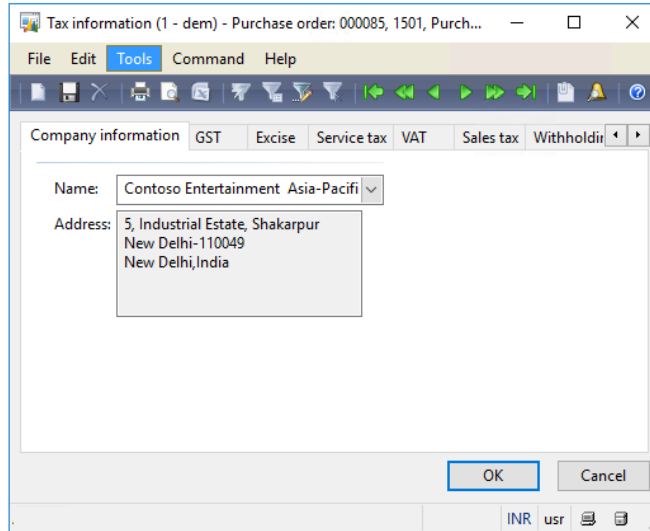 Tax information (1 - dem) - Purchase order: 000085, 1501, Purch...
File Edit Tools Command Help
Company information GST Excise Service tax VAT Sales tax Withholdir
Name: Contoso Entertainment Asia-Pacifi
Address: 5, Industrial Estate, Shakarpur
New Delhi-110049
New Delhi,India
OK Cancel
INR usr